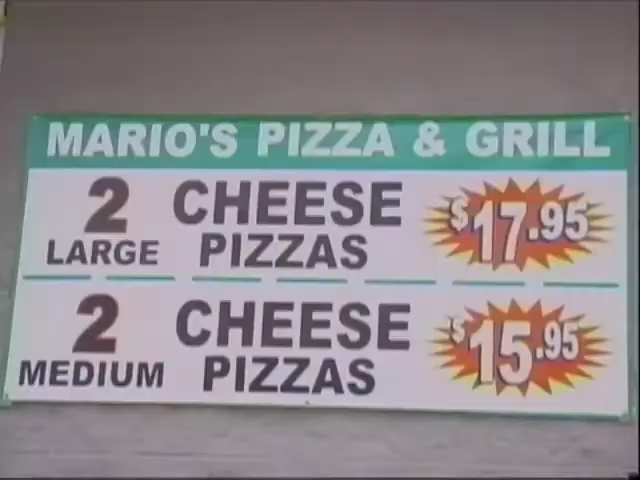 MARIO'S PIZZA & GRILL
2 CHEESE $17.95
LARGE PIZZAS
2 CHEESE $15.95
MEDIUM PIZZAS